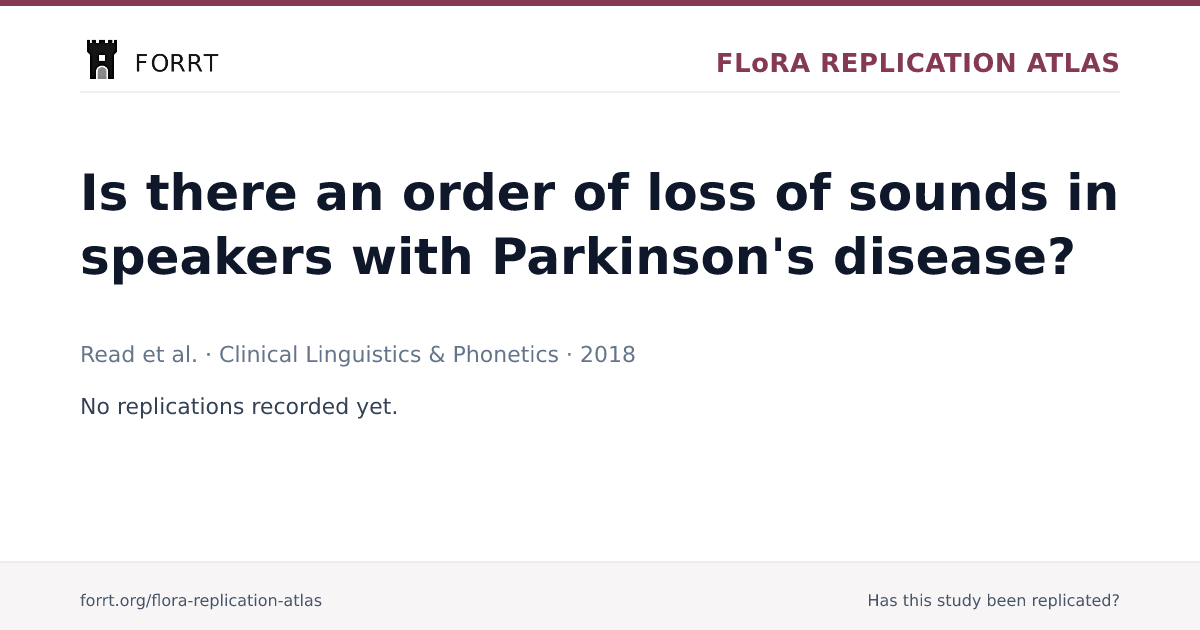 FORRT
FLoRA REPLICATION ATLAS
Is there an order of loss of sounds in
speakers with Parkinson's disease?
Read et al. · Clinical Linguistics & Phonetics · 2018
No replications recorded yet.
forrt.org/flora-replication-atlas
Has this study been replicated?